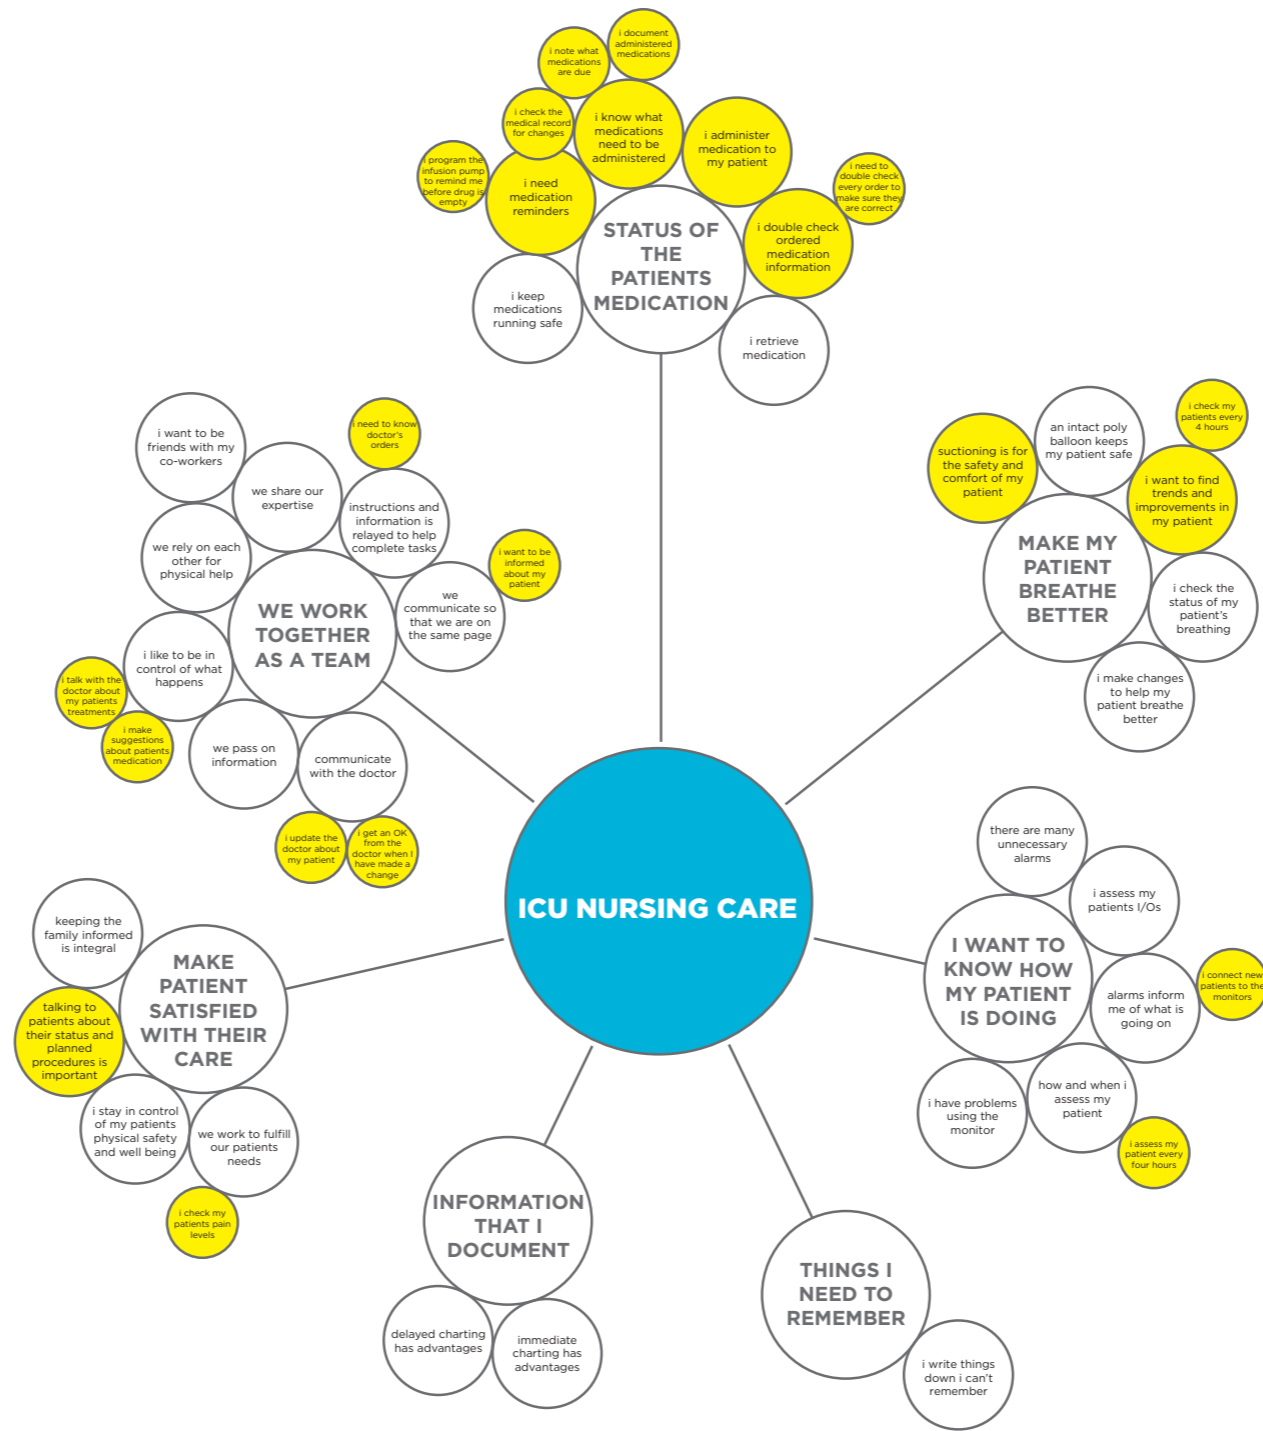 i document
administered
medications
i note what
medications
are due
i check the
medical record
for changes
i know what
medications
need to be
administered
i administer
medication to
my patient
i program the
infusion pump
to remind me
before drug is
empty
i need
medication
reminders
i need to
double check
every order to
make sure they
are correct
i double check
ordered
medication
information
STATUS OF
THE
PATIENTS
MEDICATION
i keep
medications
running safe
i retrieve
medication
i want to be
friends with my
co-workers
i need to know
doctor's
orders
we share our
expertise
instructions and
information is
relayed to help
complete tasks
we rely on each
other for
physical help
i want to be
informed
about my
patient
we
communicate so
that we are on
the same page
WE WORK
TOGETHER
AS A TEAM
i like to be in
control of what
happens
i talk with the
doctor about
my patients
treatments
i make
suggestions
about patients
medication
we pass on
information
communicate
with the doctor
i update the
doctor about
my patient
i get an OK
from the
doctor when I
have made a
change
suctioning is for
the safety and
comfort of my
patient
an intact poly
balloon keeps
my patient safe
i check my
patients every
4 hours
i want to find
trends and
improvements in
my patient
MAKE MY
PATIENT
BREATHE
BETTER
i check the
status of my
patient's
breathing
i make changes
to help my
patient breathe
better
ICU NURSING CARE
there are many
unnecessary
alarms
i assess my
patients I/Os
I WANT TO
KNOW HOW
MY PATIENT
IS DOING
alarms inform
me of what is
going on
i connect new
patients to the
monitors
i have problems
using the
monitor
how and when i
assess my
patient
i assess my
patient every
four hours
keeping the
family informed
is integral
MAKE
PATIENT
SATISFIED
WITH THEIR
CARE
talking to
patients about
their status and
planned
procedures is
important
i stay in control
of my patients
physical safety
and well being
we work to fulfill
our patients
needs
i check my
patients pain
levels
INFORMATION
THAT I
DOCUMENT
delayed charting
has advantages
immediate
charting has
advantages
THINGS I
NEED TO
REMEMBER
i write things
down i can't
remember